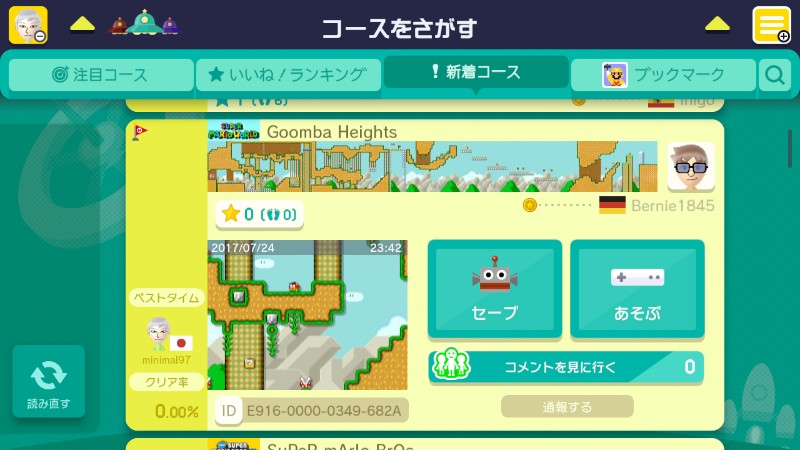 コースをさがす
注目コース
いいね!ランキング
新着コース
ブックマーク
Goomba Heights
SUPER MARIO WORLD
0 (0)
Bernie1845
2017/07/24 23:42
ベストタイム
minimal97
クリア率
0.00%
ID E916-0000-0349-682A
セーブ
あそぶ
コメントを見に行く 0
通報する
読み直す
SuPeR mArIo BrOs